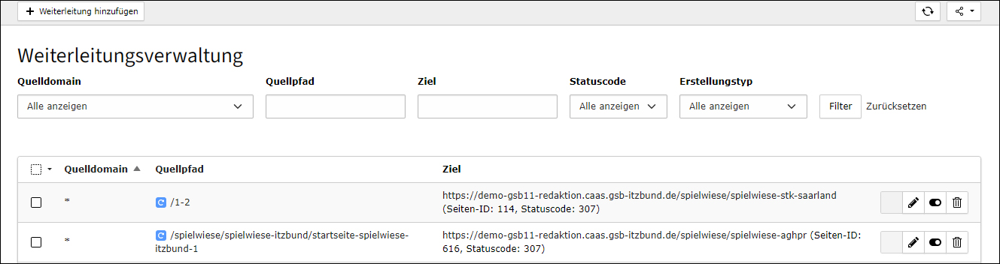 + Weiterleitung hinzufügen
Weiterleitungsverwaltung
Quelldomain Quellpfad Ziel Statuscode Erstellungstyp
Alle anzeigen Alle anzeigen Alle anzeigen Filter Zurücksetzen
Quelldomain Quellpfad Ziel
* /1-2 https://demo-gsb11-redaktion.caas.gsb-itzbund.de/spielwiese/spielwiese-stk-saarland
(Seiten-ID: 114, Statuscode: 307)
* /spielwiese/spielwiese-itzbund/startseite-spielwiese- https://demo-gsb11-redaktion.caas.gsb-itzbund.de/spielwiese/spielwiese-aghpr (Seiten-ID:
itzbund-1 616, Statuscode: 307)